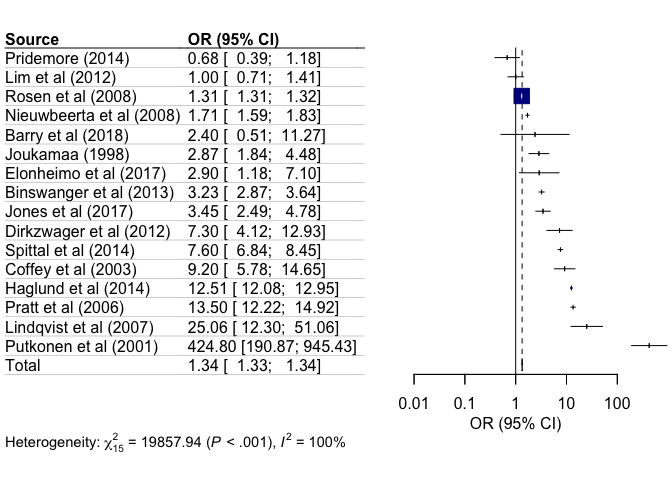 Source OR (95% CI)
Pridemore (2014) 0.68 [ 0.39; 1.18]
Lim et al (2012) 1.00 [ 0.71; 1.41]
Rosen et al (2008) 1.31 [ 1.31; 1.32]
Nieuwbeerta et al (2008) 1.71 [ 1.59; 1.83]
Barry et al (2018) 2.40 [ 0.51; 11.27]
Joukamaa (1998) 2.87 [ 1.84; 4.48]
Elonheimo et al (2017) 2.90 [ 1.18; 7.10]
Binswanger et al (2013) 3.23 [ 2.87; 3.64]
Jones et al (2017) 3.45 [ 2.49; 4.78]
Dirkzwager et al (2012) 7.30 [ 4.12; 12.93]
Spittal et al (2014) 7.60 [ 6.84; 8.45]
Coffey et al (2003) 9.20 [ 5.78; 14.65]
Haglund et al (2014) 12.51 [ 12.08; 12.95]
Pratt et al (2006) 13.50 [ 12.22; 14.92]
Lindqvist et al (2007) 25.06 [ 12.30; 51.06]
Putkonen et al (2001) 424.80 [190.87; 945.43]
Total 1.34 [ 1.33; 1.34]
0.01 0.1 1 10 100
OR (95% CI)
Heterogeneity: χ²₁₅ = 19857.94 (P < .001), I² = 100%